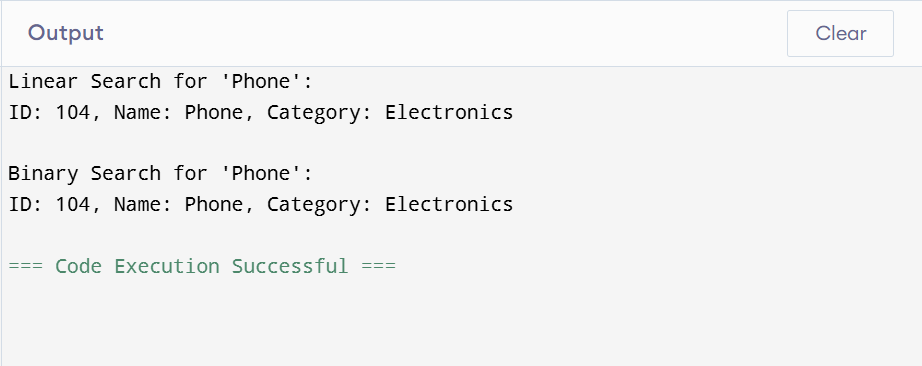 Output
Clear
Linear Search for 'Phone':
ID: 104, Name: Phone, Category: Electronics
Binary Search for 'Phone':
ID: 104, Name: Phone, Category: Electronics
=== Code Execution Successful ===